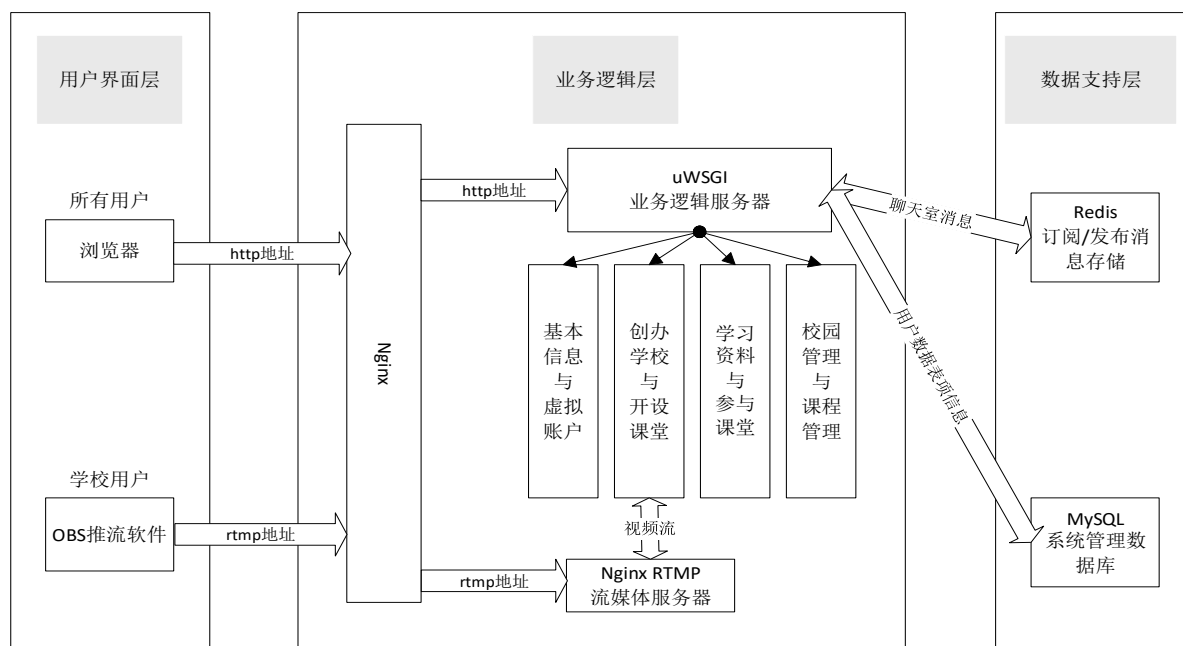 用户界面层
业务逻辑层
数据支持层
所有用户
浏览器
http地址
学校用户
OBS推流软件
rtmp地址
Nginx
http地址
uWSGI
业务逻辑服务器
基本
信息
与
虚拟
账户
创办
学校
与
开设
课堂
学习
资料
与
参与
课堂
校园
管理
与
课程
管理
视频流
rtmp地址
Nginx RTMP
流媒体服务器
聊天室消息
用户数据表项信息
Redis
订阅/发布消
息存储
MySQL
系统管理数
据库